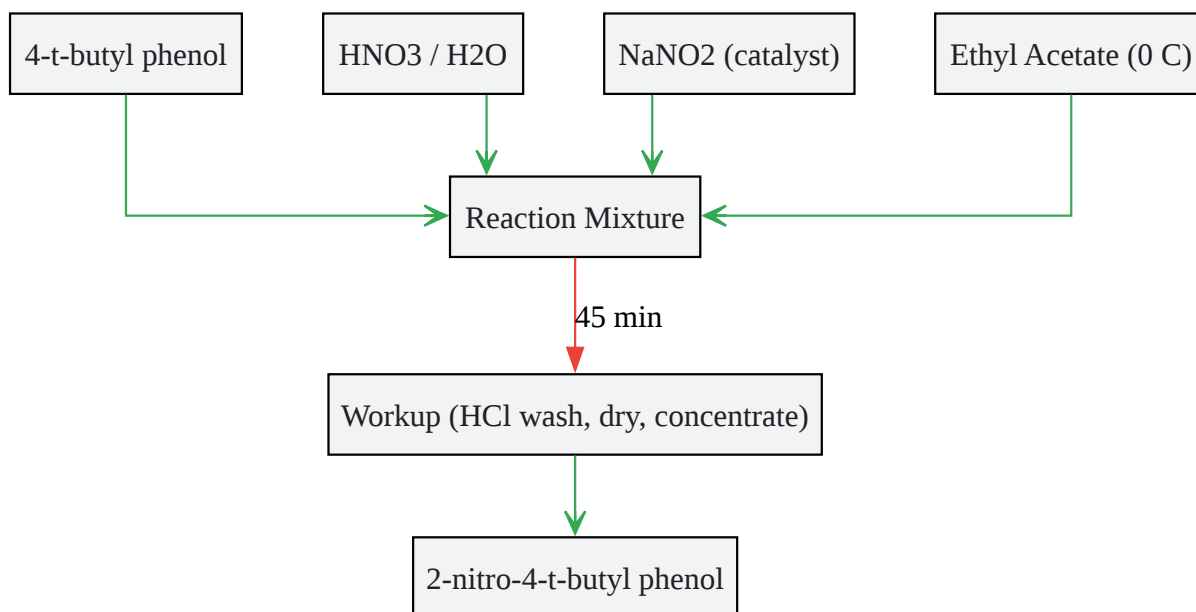 4-t-butyl phenol
HNO3 / H2O
NaNO2 (catalyst)
Ethyl Acetate (0 C)
Reaction Mixture
45 min
Workup (HCl wash, dry, concentrate)
2-nitro-4-t-butyl phenol